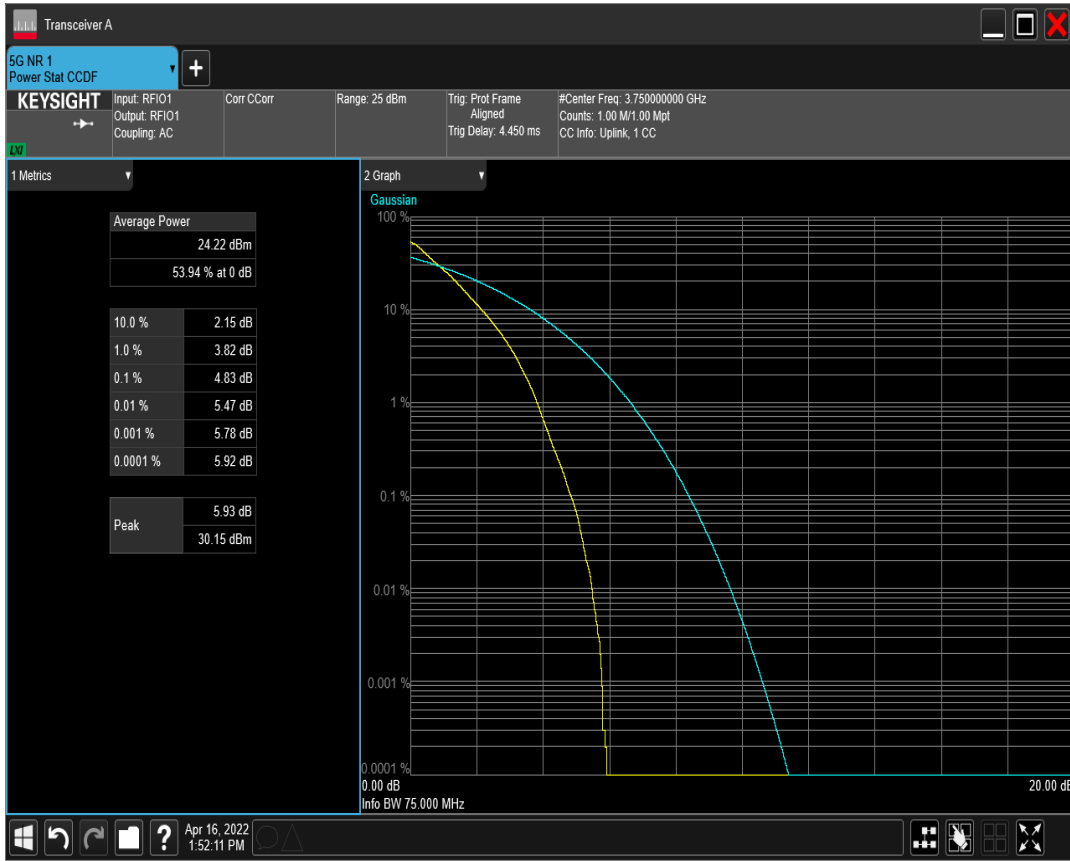 Transceiver A
5G NR 1
Power Stat CCDF
KEYSIGHT
LXI
Input: RFIO1
Output: RFIO1
Coupling: AC
Corr CCorr
Range: 25 dBm
Trig: Prot Frame
Aligned
Trig Delay: 4.450 ms
#Center Freq: 3.750000000 GHz
Counts: 1.00 M/1.00 Mpt
CC Info: Uplink, 1 CC
1 Metrics
Average Power
24.22 dBm
53.94 % at 0 dB
10.0 % 2.15 dB
1.0 % 3.82 dB
0.1 % 4.83 dB
0.01 % 5.47 dB
0.001 % 5.78 dB
0.0001 % 5.92 dB
Peak 5.93 dB
30.15 dBm
2 Graph
Gaussian
100 %
10 %
1 %
0.1 %
0.01 %
0.001 %
0.0001 %
0.00 dB 20.00 dB
Info BW 75.000 MHz
Apr 16, 2022
1:52:11 PM